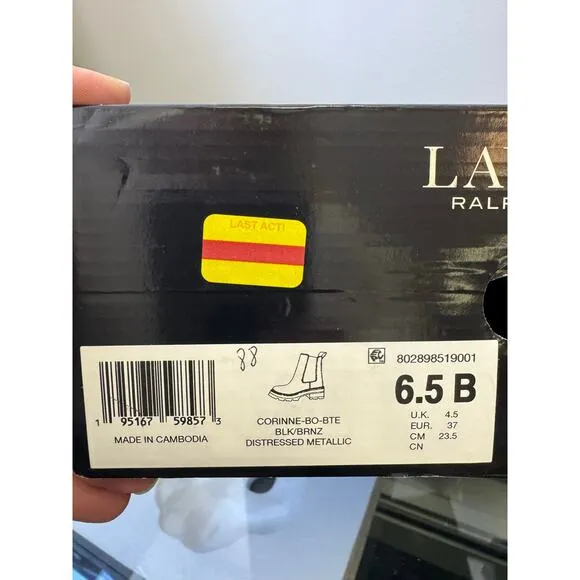 LA
RALP
LAST ACT!
88
802898519001
6.5 B
1 95167 59857 3
MADE IN CAMBODIA
CORINNE-BO-BTE
BLK/BRNZ
DISTRESSED METALLIC
U.K. 4.5
EUR. 37
CM 23.5
CN